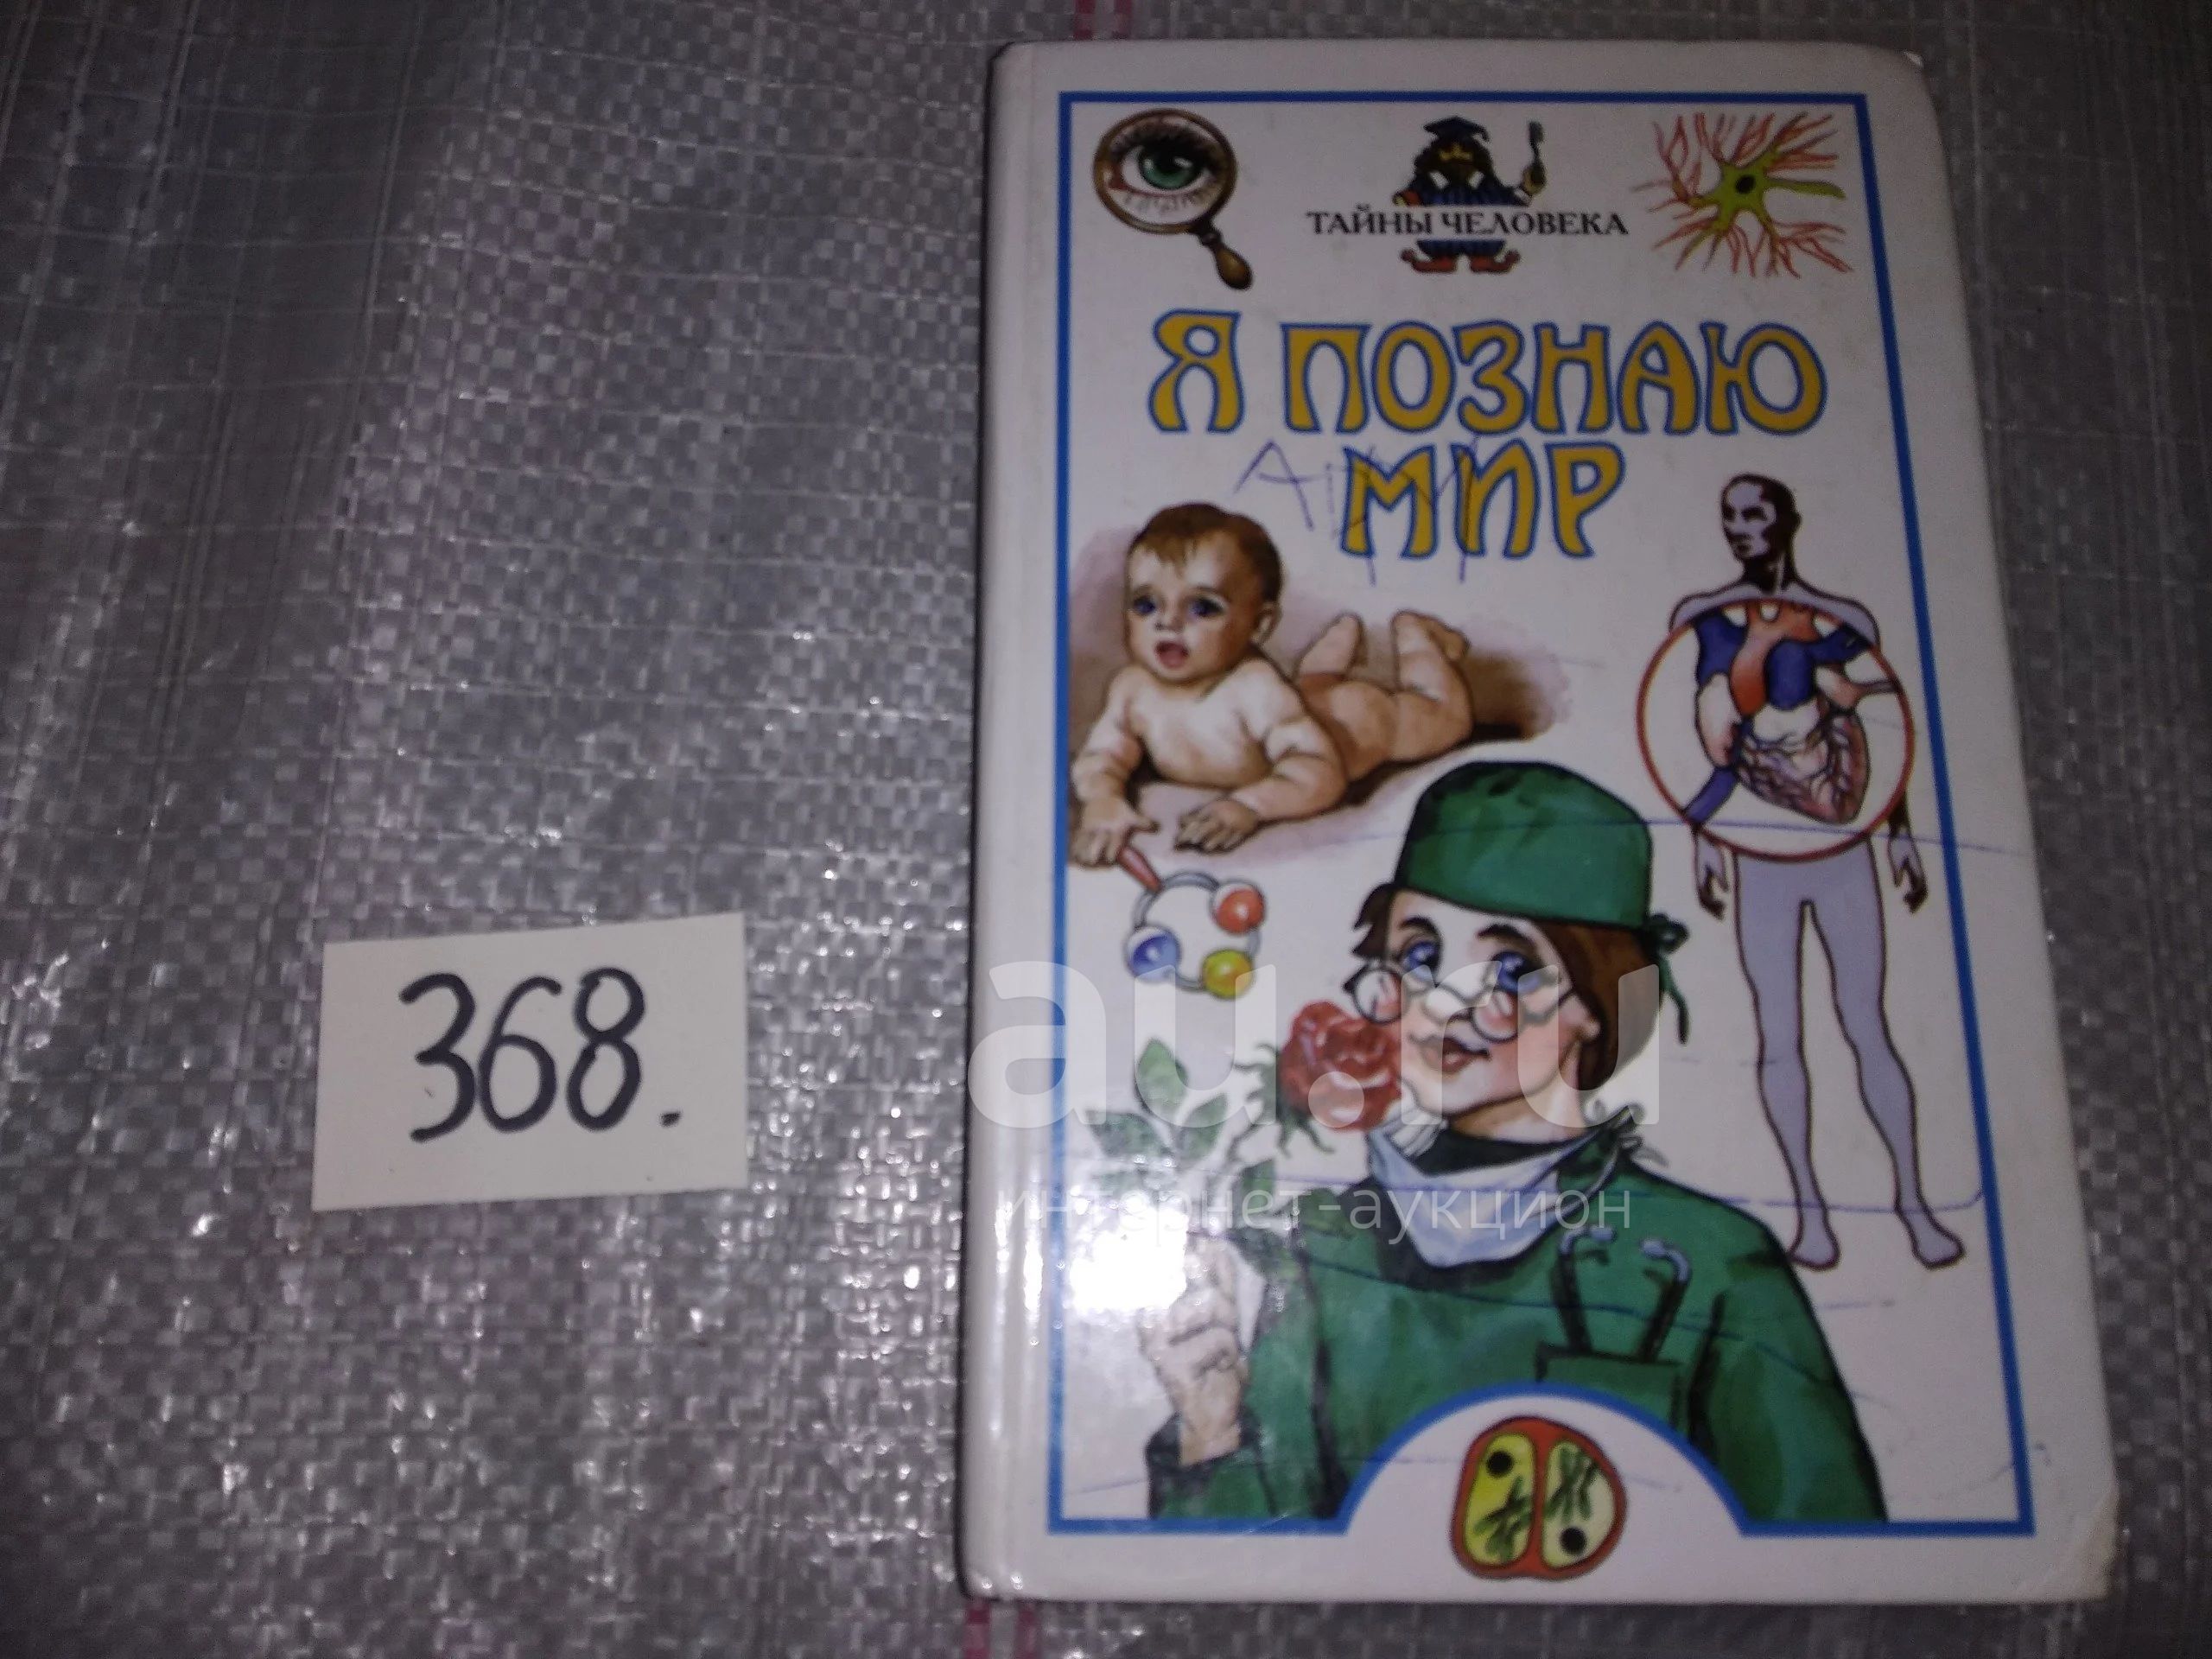 ТАЙНЫ ЧЕЛОВЕКА
Я ПОЗНАЮ
МИР
368.
au.ru
интернет-аукцион